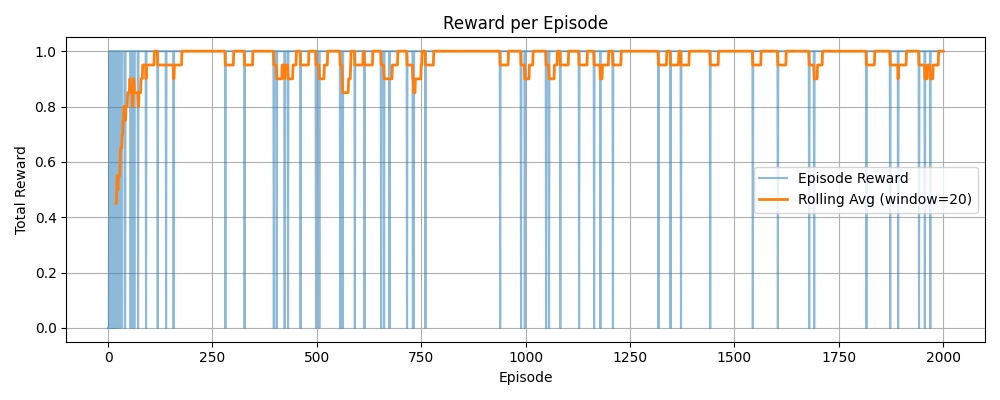 Reward per Episode
Total Reward
1.0
0.8
0.6
0.4
0.2
0.0
Episode Reward
Rolling Avg (window=20)
0 250 500 750 1000 1250 1500 1750 2000
Episode